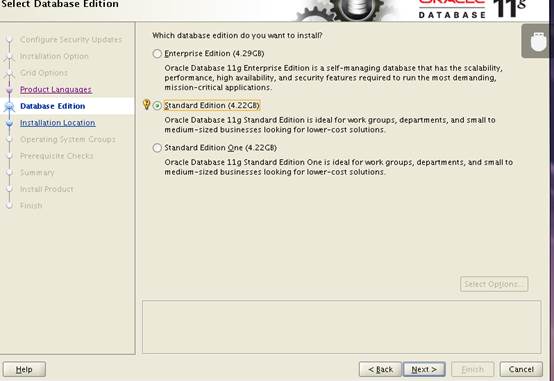 Select Database Edition
ORACLE
DATABASE 11g
Configure Security Updates
Installation Option
Grid Options
Product Languages
Database Edition
Installation Location
Operating System Groups
Prerequisite Checks
Summary
Install Product
Finish
Which database edition do you want to install?
Enterprise Edition (4.29GB)
Oracle Database 11g Enterprise Edition is a self-managing database that has the scalability,
performance, high availability, and security features required to run the most demanding,
mission-critical applications.
Standard Edition (4.22GB)
Oracle Database 11g Standard Edition is ideal for work groups, departments, and small to
medium-sized businesses looking for lower-cost solutions.
Standard Edition One (4.22GB)
Oracle Database 11g Standard Edition One is ideal for work groups, departments, and small to
medium-sized businesses looking for lower-cost solutions.
Select Options...
Help
< Back
Next >
Finish
Cancel